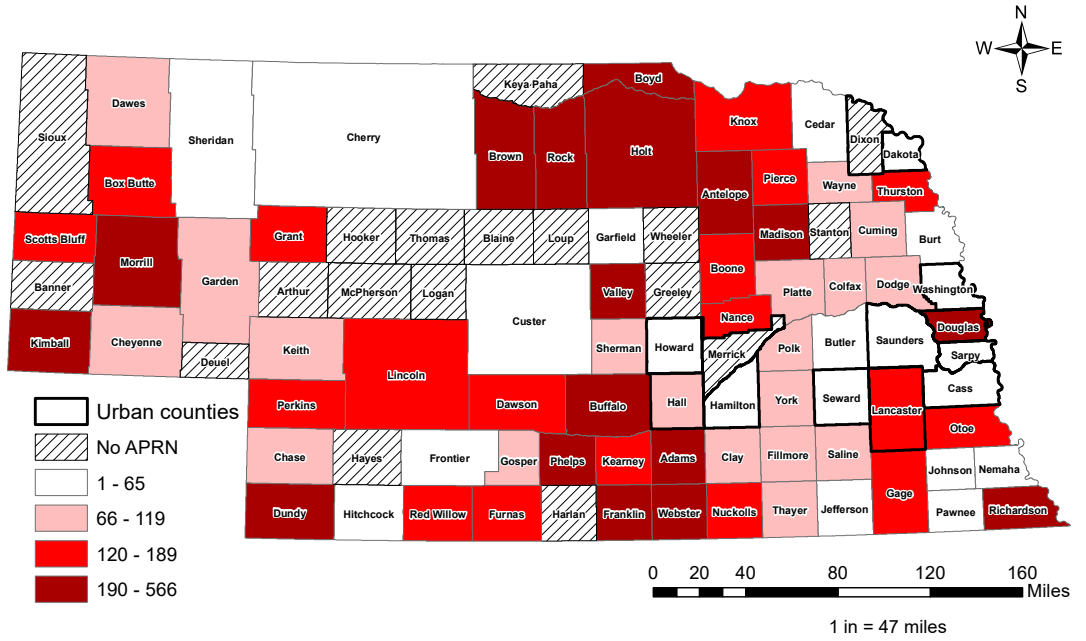 N
W E
S
Keya Paha
Boyd
Dawes
Sioux
Sheridan
Cherry
Knox
Cedar
Dixon
Dakota
Brown
Rock
Holt
Box Butte
Antelope
Pierce
Wayne
Thurston
Scotts Bluff
Morrill
Garden
Grant
Hooker
Thomas
Blaine
Loup
Garfield
Wheeler
Madison
Stanton
Cuming
Burt
Banner
Arthur
McPherson
Logan
Valley
Greeley
Boone
Platte
Colfax
Dodge
Washington
Kimball
Cheyenne
Deuel
Keith
Lincoln
Custer
Sherman
Howard
Nance
Merrick
Polk
Butler
Saunders
Douglas
Sarpy
Perkins
Dawson
Buffalo
Hall
Hamilton
York
Seward
Lancaster
Cass
Otoe
Chase
Hayes
Frontier
Gosper
Phelps
Kearney
Adams
Clay
Fillmore
Saline
Gage
Johnson
Nemaha
Dundy
Hitchcock
Red Willow
Furnas
Harlan
Franklin
Webster
Nuckolls
Thayer
Jefferson
Pawnee
Richardson
Urban counties
No APRN
1 - 65
66 - 119
120 - 189
190 - 566
0 20 40 80 120 160
Miles
1 in = 47 miles